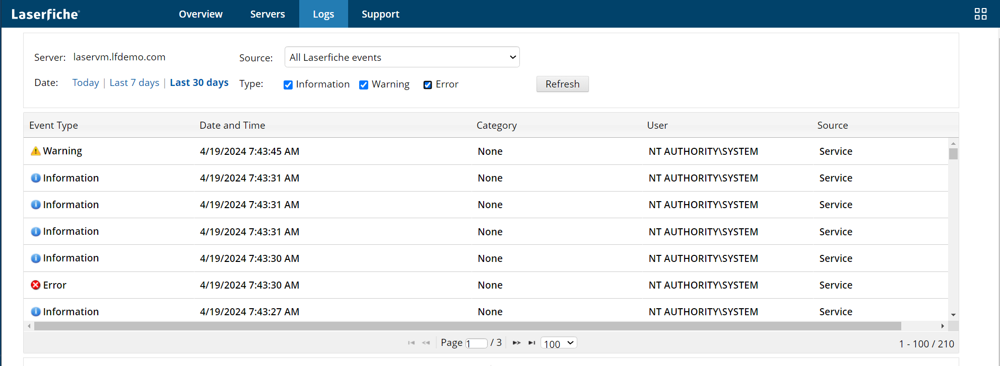 Laserfiche® Overview Servers Logs Support
Server: laservm.lfdemo.com Source: All Laserfiche events
Date: Today | Last 7 days | Last 30 days Type: Information Warning Error Refresh
Event Type Date and Time Category User Source
Warning 4/19/2024 7:43:45 AM None NT AUTHORITY\SYSTEM Service
Information 4/19/2024 7:43:31 AM None NT AUTHORITY\SYSTEM Service
Information 4/19/2024 7:43:31 AM None NT AUTHORITY\SYSTEM Service
Information 4/19/2024 7:43:31 AM None NT AUTHORITY\SYSTEM Service
Information 4/19/2024 7:43:30 AM None NT AUTHORITY\SYSTEM Service
Error 4/19/2024 7:43:30 AM None NT AUTHORITY\SYSTEM Service
Information 4/19/2024 7:43:27 AM None NT AUTHORITY\SYSTEM Service
Page 1 / 3 100 1 - 100 / 210